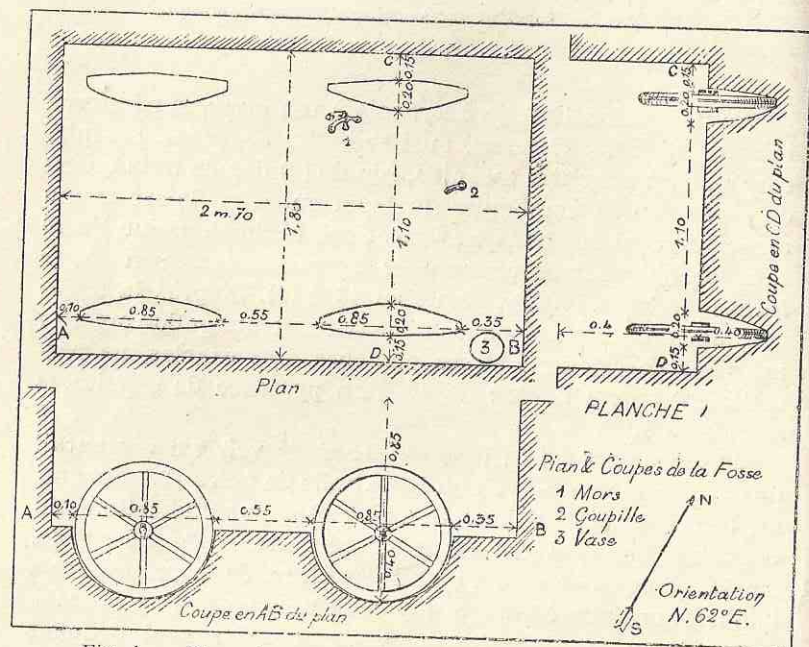 C
0,15
0,20
1
2
2 m. 70
1,80
1,10
0,10
0,85
0,55
0,85
0,20
0,35
A
D
0,15
3
B
Plan
C
0,15
0,20
1.10
Coupe en CD du plan
0.4
0,20
0.40
0,15
D
PLANCHE I
0,85
A
0,10
0,85
0,55
0,85
0,35
B
0,40
Coupe en AB du plan
Plan & Coupes de la Fosse
1 Mors
2 Goupille
3 Vase
N
S
Orientation
N. 62° E.